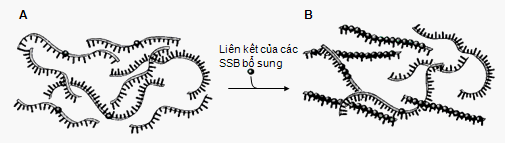 A
B
Liên kết của các
SSB bổ sung